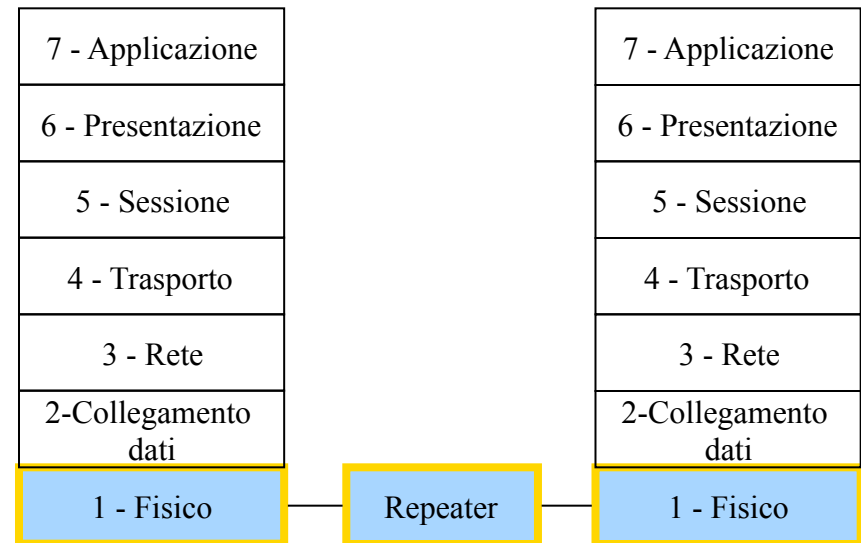 7 - Applicazione
6 - Presentazione
5 - Sessione
4 - Trasporto
3 - Rete
2-Collegamento
dati
1 - Fisico
Repeater
7 - Applicazione
6 - Presentazione
5 - Sessione
4 - Trasporto
3 - Rete
2-Collegamento
dati
1 - Fisico